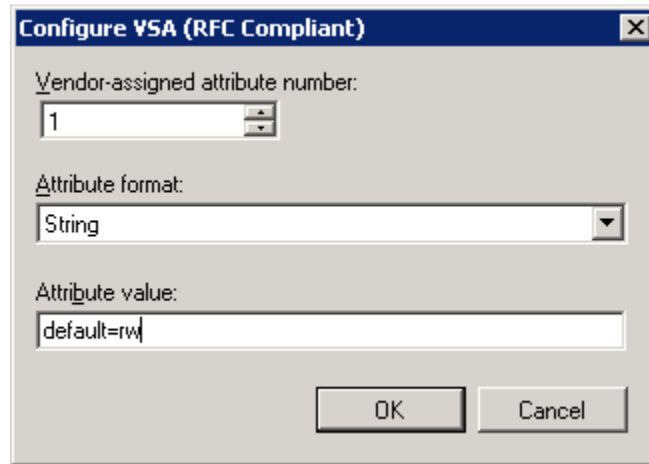 Configure VSA (RFC Compliant)
Vendor-assigned attribute number:
1
Attribute format:
String
Attribute value:
default=rw
OK Cancel